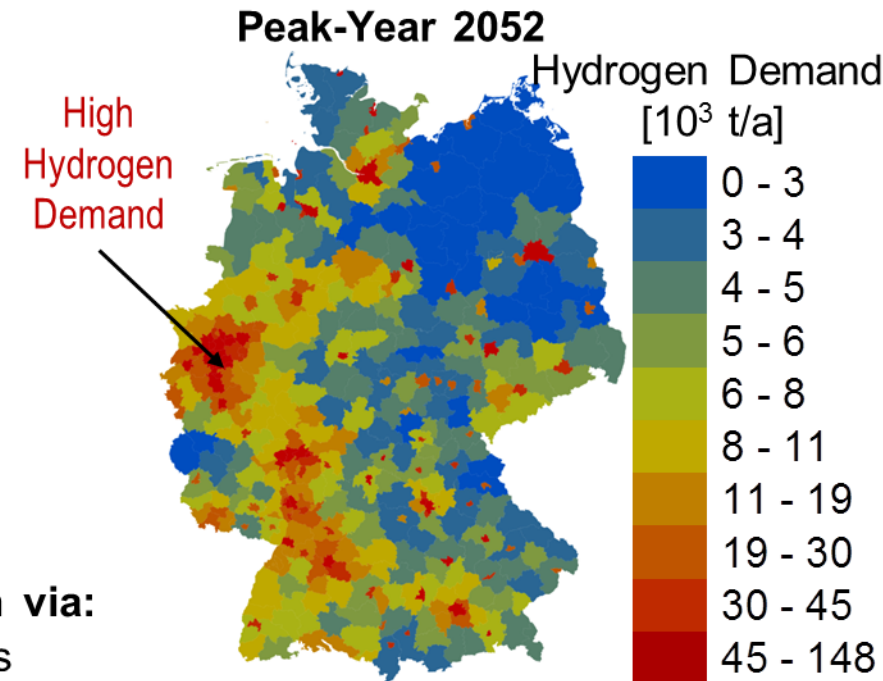 Peak-Year 2052
Hydrogen Demand
[10³ t/a]
High
Hydrogen
Demand
0 - 3
3 - 4
4 - 5
5 - 6
6 - 8
8 - 11
11 - 19
19 - 30
30 - 45
45 - 148
via:
s